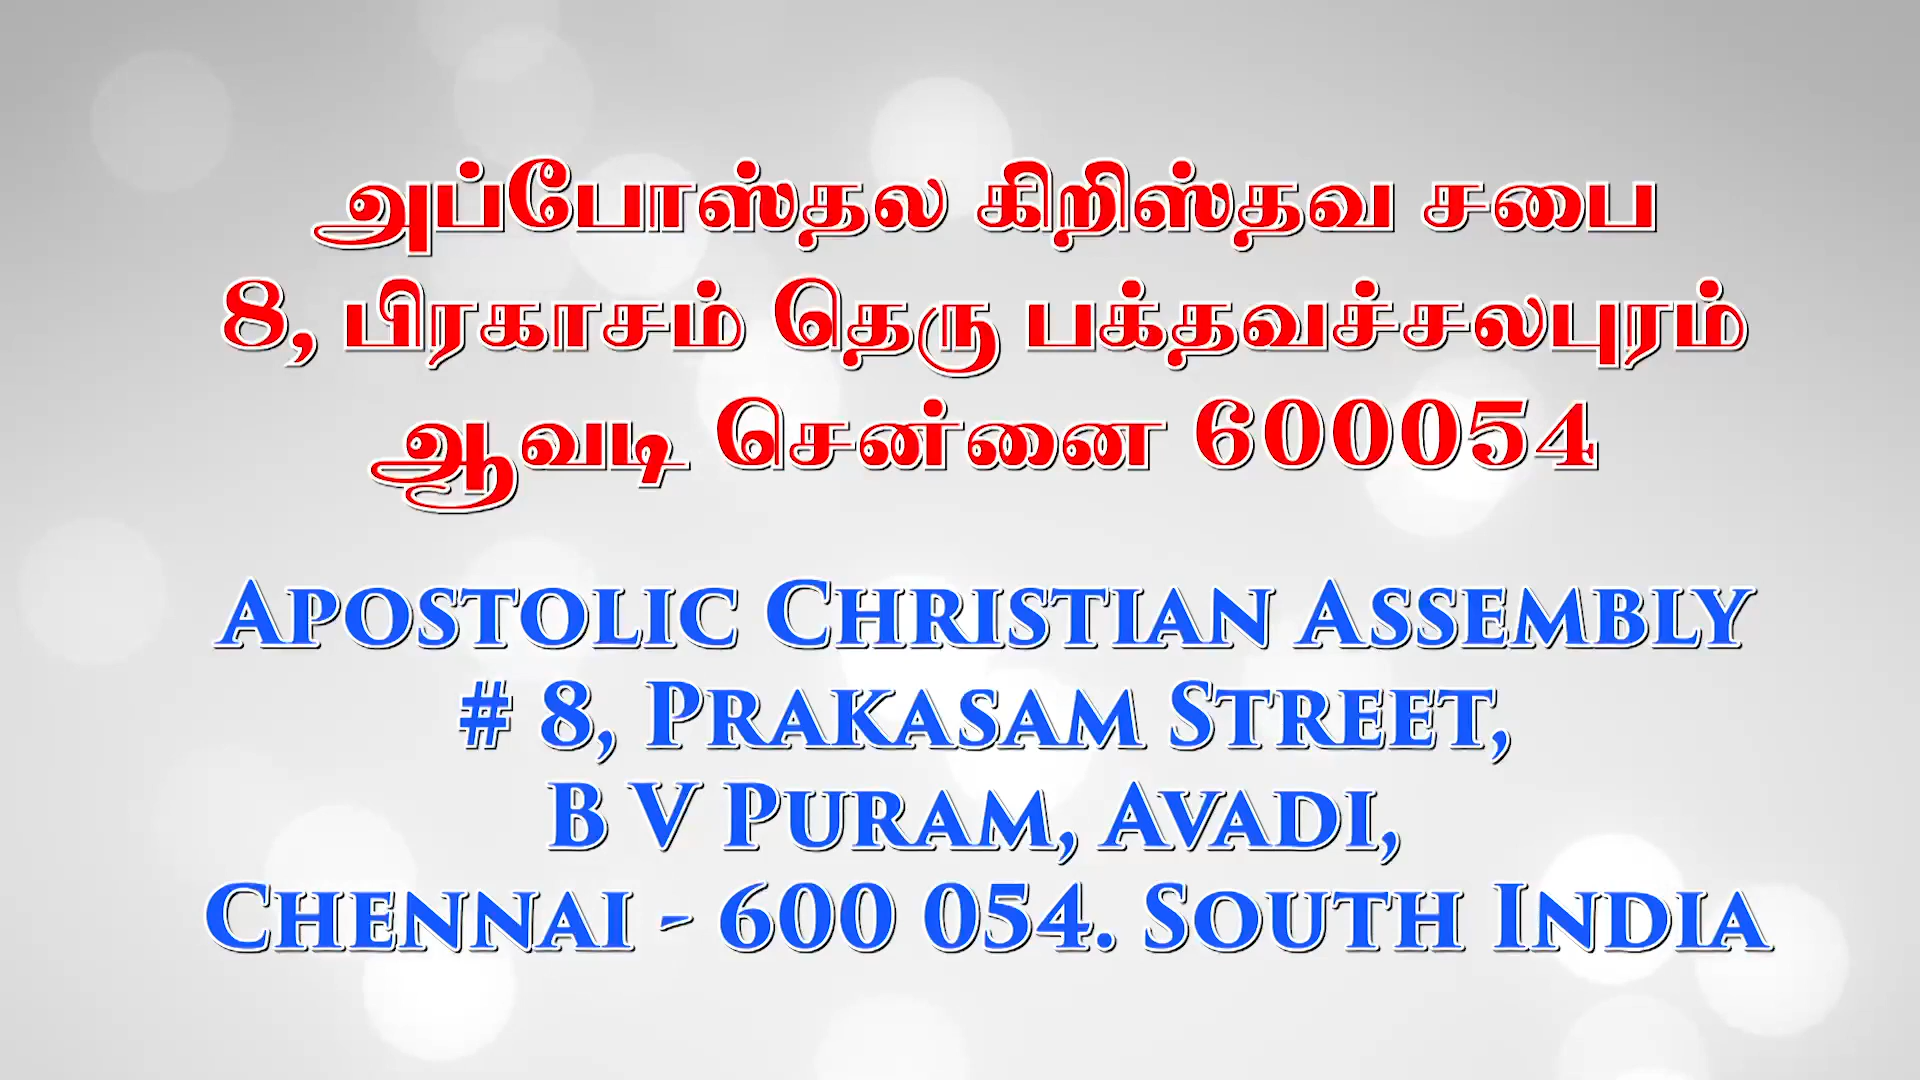 அப்போஸ்தல கிறிஸ்தவ சபை
8, பிரகாசம் தெரு பக்தவச்சலபுரம்
ஆவடி சென்னை 600054
Apostolic Christian Assembly
# 8, Prakasam Street,
B V Puram, Avadi,
Chennai - 600 054. South India